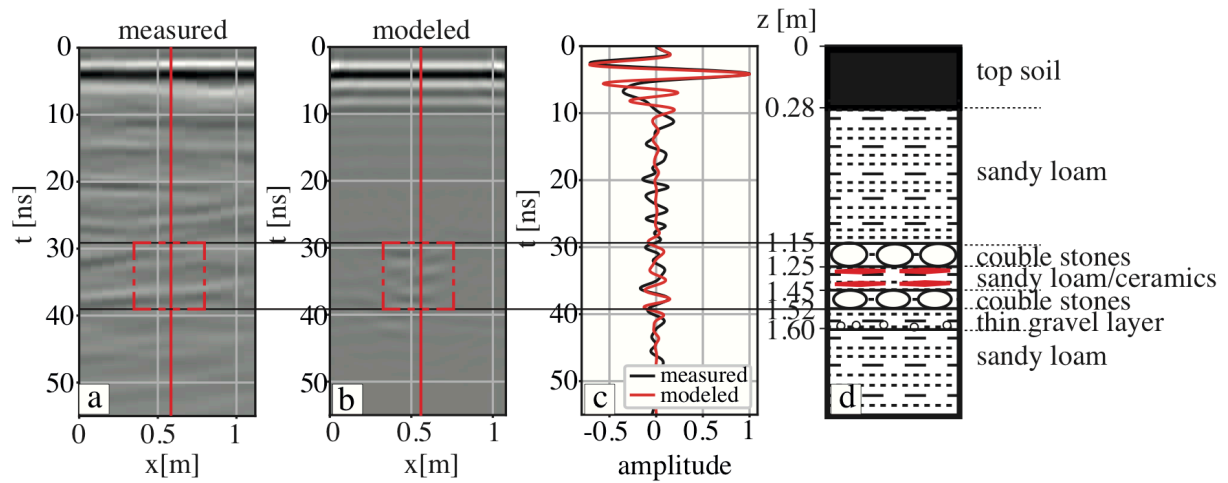 measured
modeled
z [m]
0
10
20
30
40
50
t [ns]
a
0
0.5
1
x[m]
0
10
20
30
40
50
t [ns]
b
0
0.5
1
x[m]
0
10
20
30
40
50
t [ns]
c
measured
modeled
-0.5
0
0.5
1
amplitude
0
0.28
1.15
1.25
1.45
1.52
1.60
d
top soil
sandy loam
couble stones
sandy loam/ceramics
couble stones
thin gravel layer
sandy loam